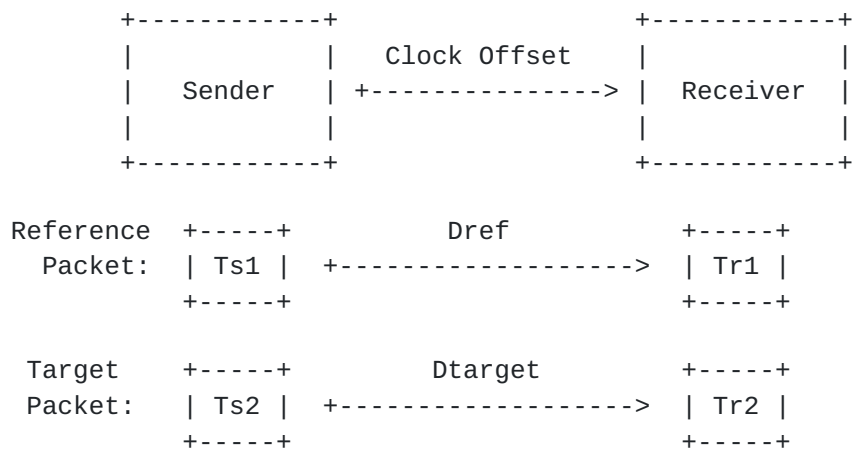 Clock Offset
Sender Receiver
Reference Dref
Packet: Ts1 Tr1
Target Dtarget
Packet: Ts2 Tr2